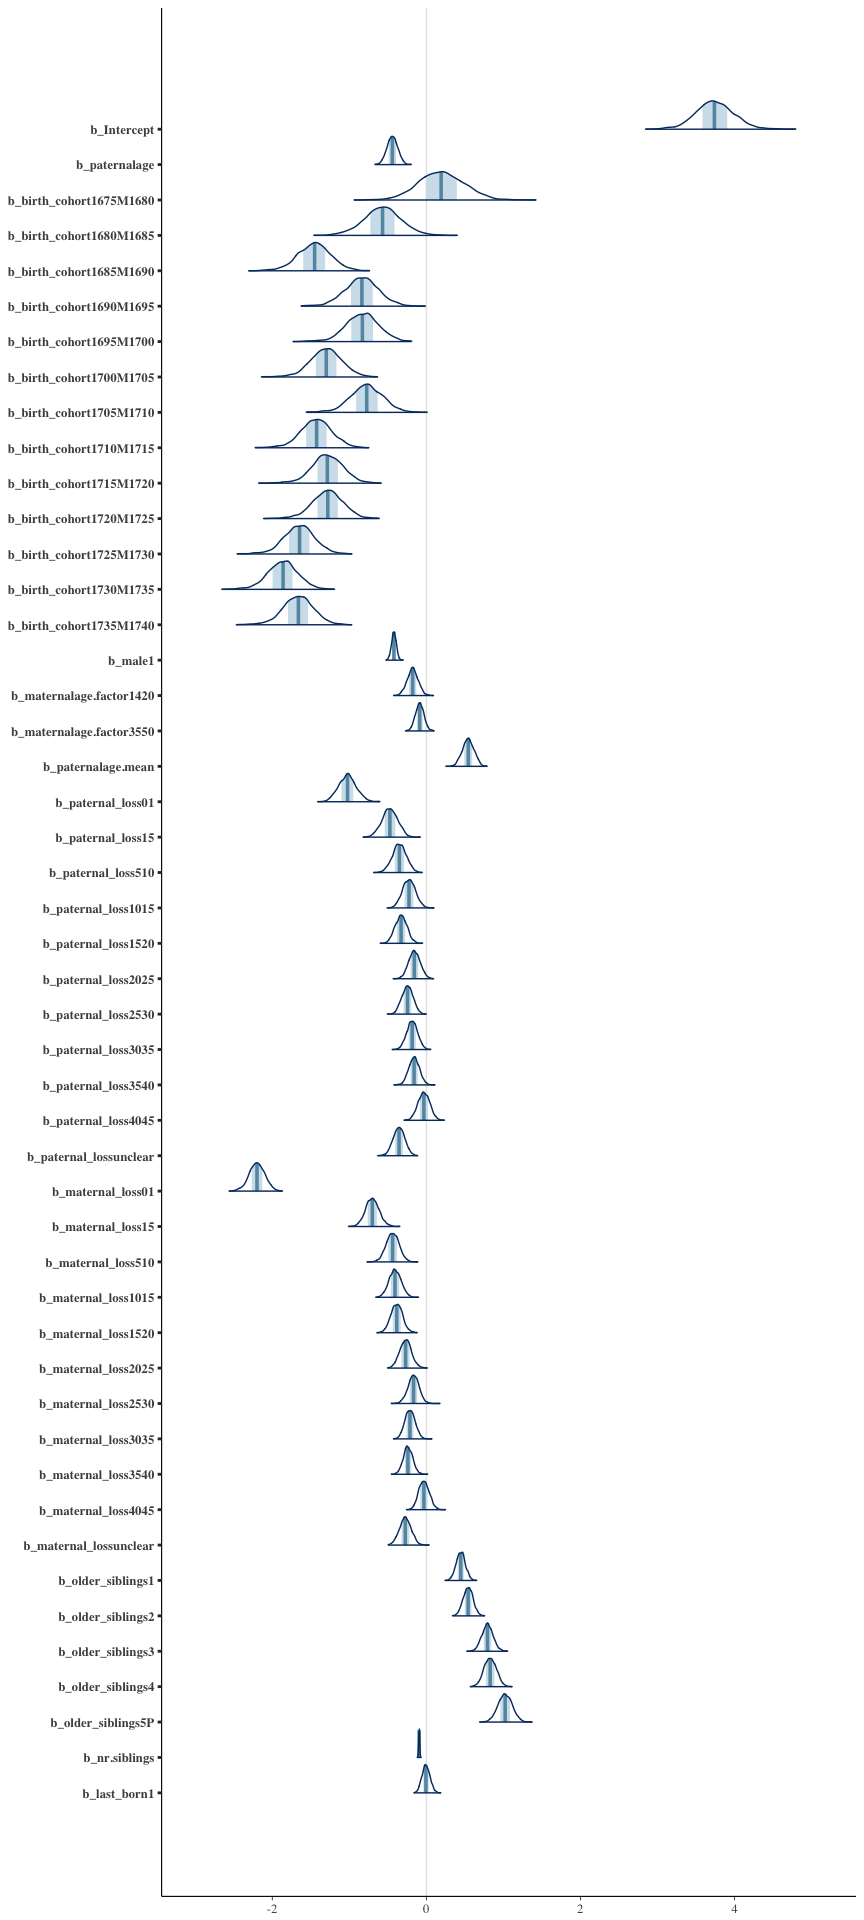 b_Intercept
b_paternalage
b_birth_cohort1675M1680
b_birth_cohort1680M1685
b_birth_cohort1685M1690
b_birth_cohort1690M1695
b_birth_cohort1695M1700
b_birth_cohort1700M1705
b_birth_cohort1705M1710
b_birth_cohort1710M1715
b_birth_cohort1715M1720
b_birth_cohort1720M1725
b_birth_cohort1725M1730
b_birth_cohort1730M1735
b_birth_cohort1735M1740
b_male1
b_maternalage.factor1420
b_maternalage.factor3550
b_paternalage.mean
b_paternal_loss01
b_paternal_loss15
b_paternal_loss510
b_paternal_loss1015
b_paternal_loss1520
b_paternal_loss2025
b_paternal_loss2530
b_paternal_loss3035
b_paternal_loss3540
b_paternal_loss4045
b_paternal_lossunclear
b_maternal_loss01
b_maternal_loss15
b_maternal_loss510
b_maternal_loss1015
b_maternal_loss1520
b_maternal_loss2025
b_maternal_loss2530
b_maternal_loss3035
b_maternal_loss3540
b_maternal_loss4045
b_maternal_lossunclear
b_older_siblings1
b_older_siblings2
b_older_siblings3
b_older_siblings4
b_older_siblings5P
b_nr.siblings
b_last_born1
-2 0 2 4